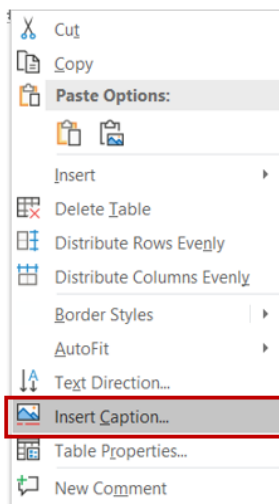 Cut
Copy
Paste Options:
Insert
Delete Table
Distribute Rows Evenly
Distribute Columns Evenly
Border Styles
AutoFit
Text Direction...
Insert Caption...
Table Properties...
New Comment